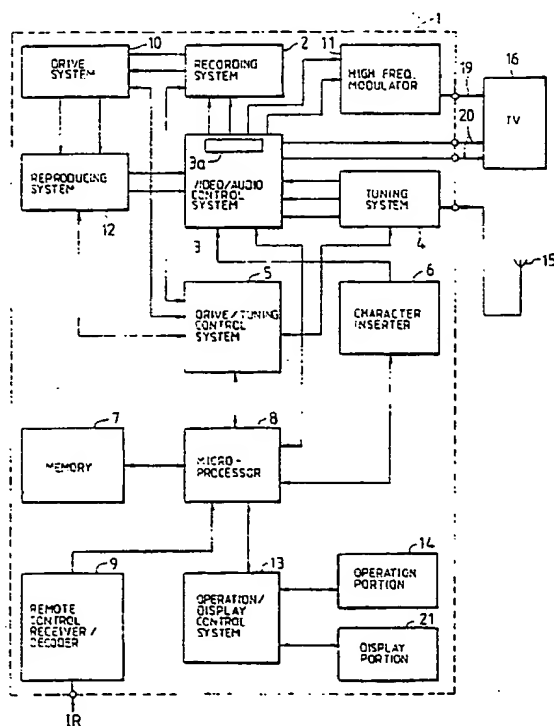 1
10
2
11
DRIVE
SYSTEM
RECORDING
SYSTEM
HIGH FREQ.
MODULATOR
19
16
TV
20
19
3a
REPRODUCING
SYSTEM
VIDEO/AUDIO
CONTROL
SYSTEM
TUNING
SYSTEM
12
3
4
15
5
6
DRIVE/TUNING
CONTROL
SYSTEM
CHARACTER
INSERTER
7
8
MEMORY
MICRO-
PROCESSOR
9
13
14
REMOTE
CONTROL
RECEIVER/
DECODER
OPERATION/
DISPLAY CONTROL
SYSTEM
OPERATION
PORTION
21
DISPLAY
PORTION
IR